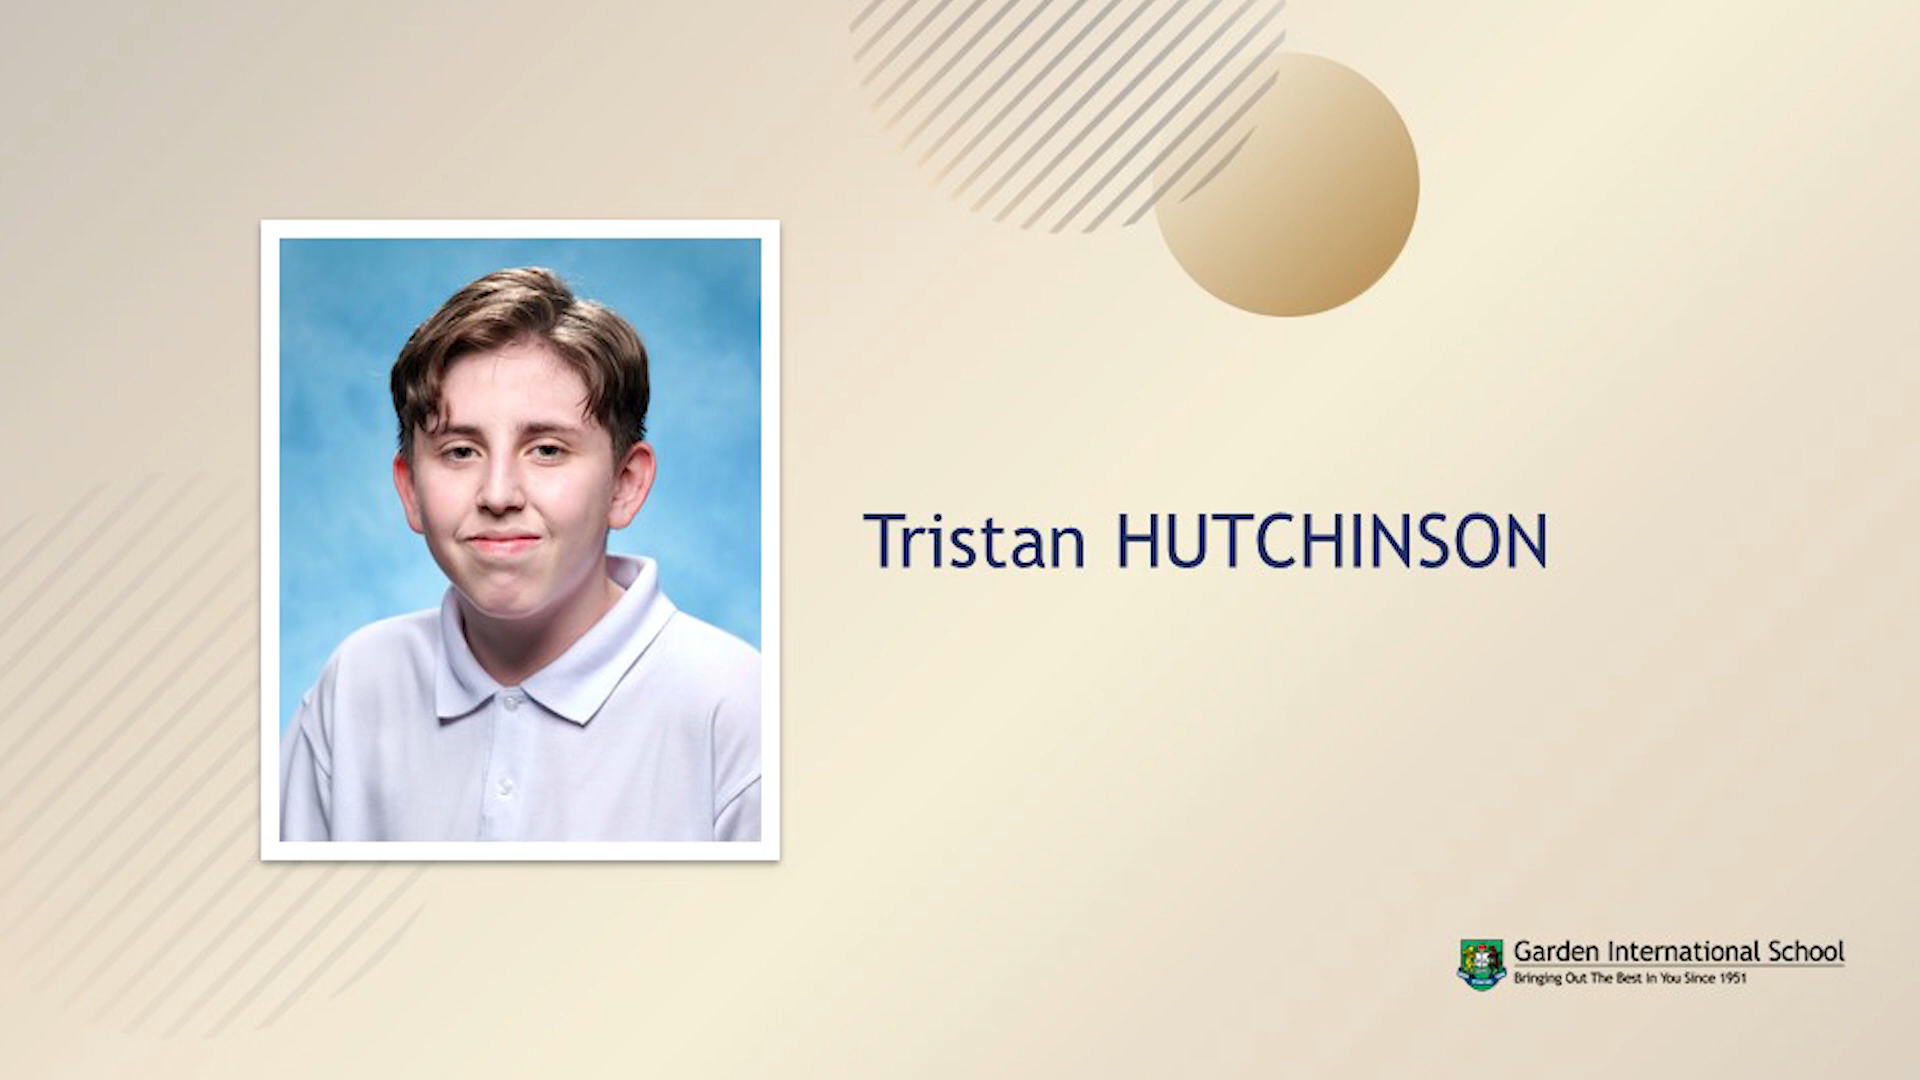 Tristan HUTCHINSON
Garden International School
Bringing Out The Best In You Since 1951